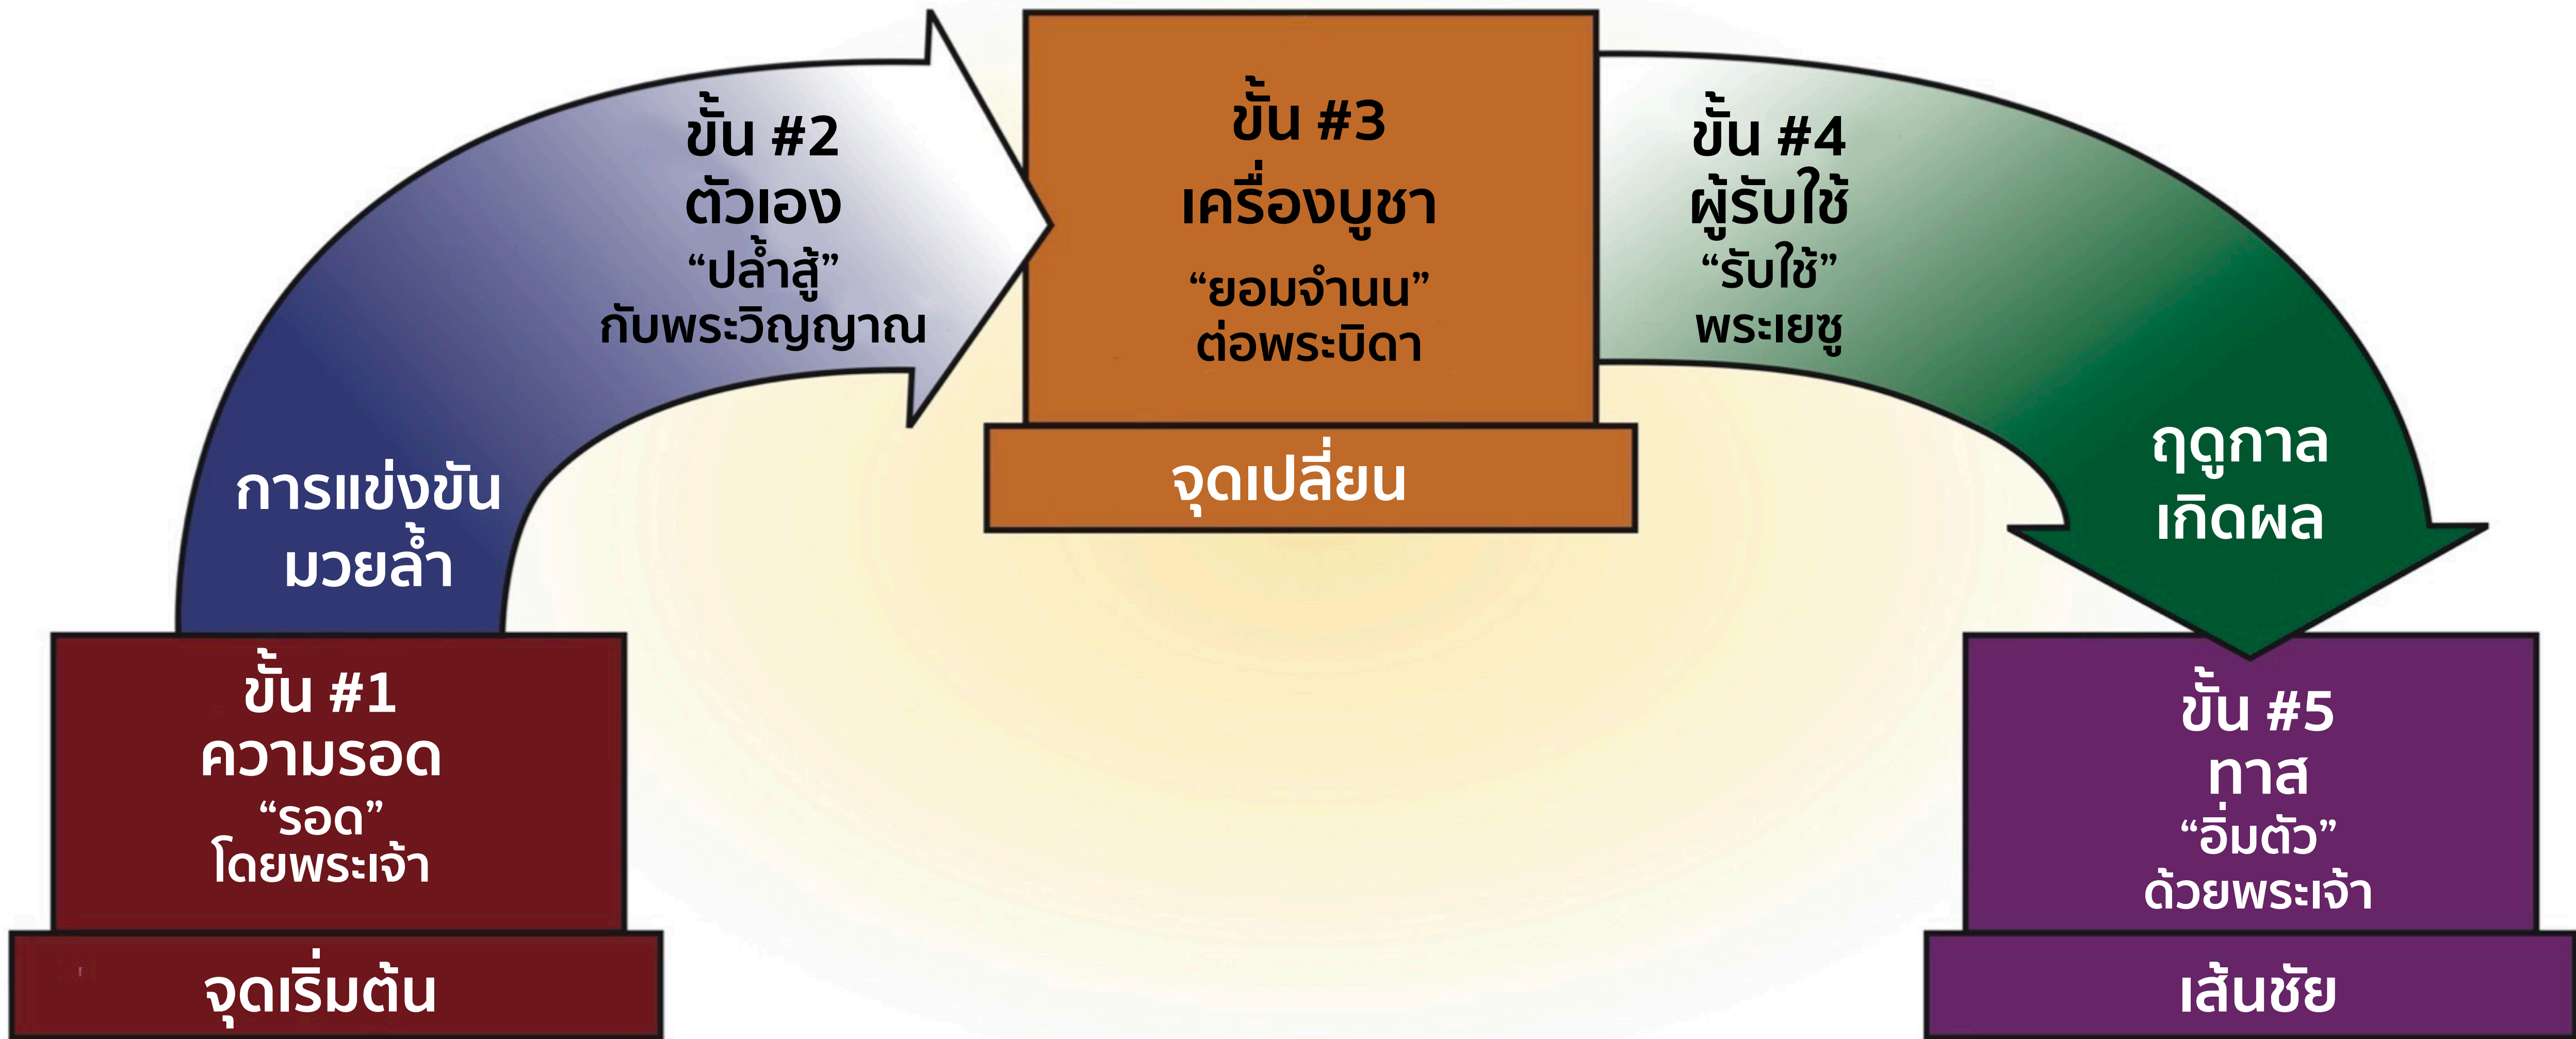 ขั้น #1
ความรอด
“รอด”
โดยพระเจ้า
จุดเริ่มต้น
การแข่งขัน
มวยล้ำ
ขั้น #2
ตัวเอง
“ปล้ำสู้”
กับพระวิญญาณ
ขั้น #3
เครื่องบูชา
“ยอมจำนน”
ต่อพระบิดา
จุดเปลี่ยน
ขั้น #4
ผู้รับใช้
“รับใช้”
พระเยซู
ฤดูกาล
เกิดผล
ขั้น #5
ทาส
“อิ่มตัว”
ด้วยพระเจ้า
เส้นชัย